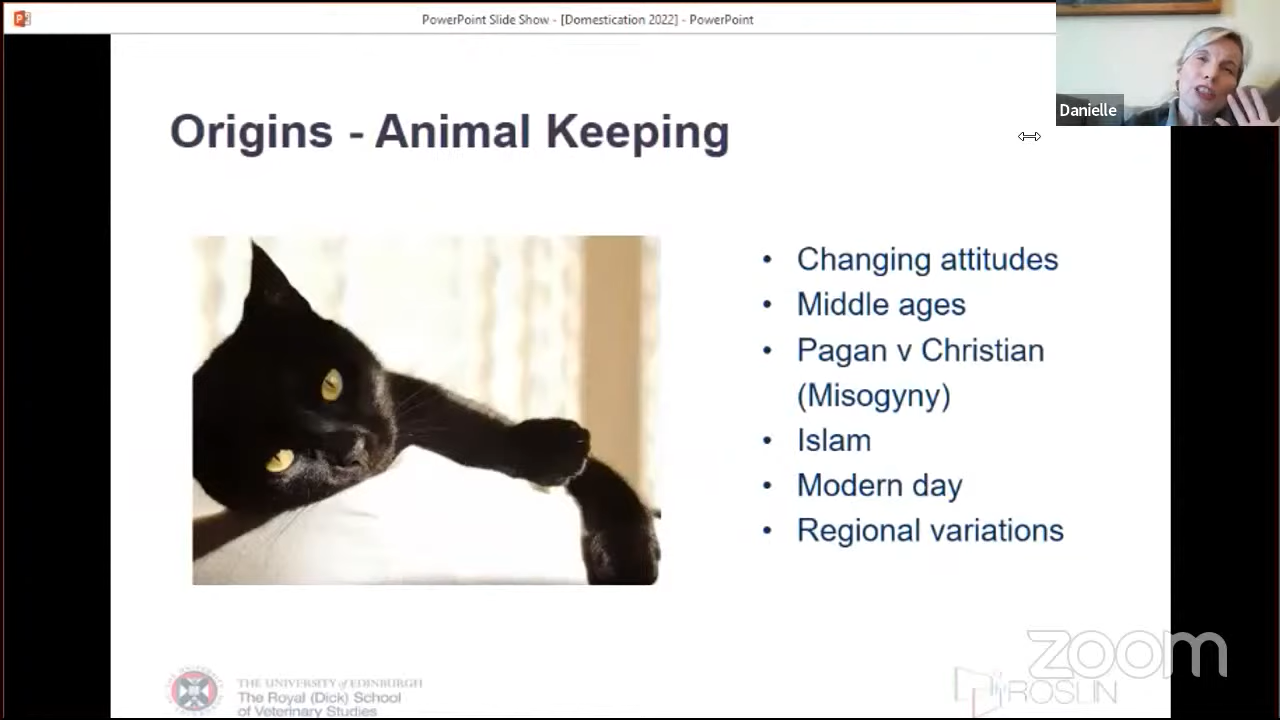 PowerPoint Slide Show - [Domestication 2022] - PowerPoint
Danielle
Origins - Animal Keeping
• Changing attitudes
• Middle ages
• Pagan v Christian
(Misogyny)
• Islam
• Modern day
• Regional variations
THE UNIVERSITY of EDINBURGH
The Royal (Dick) School
of Veterinary Studies
zoom
ROSLIN